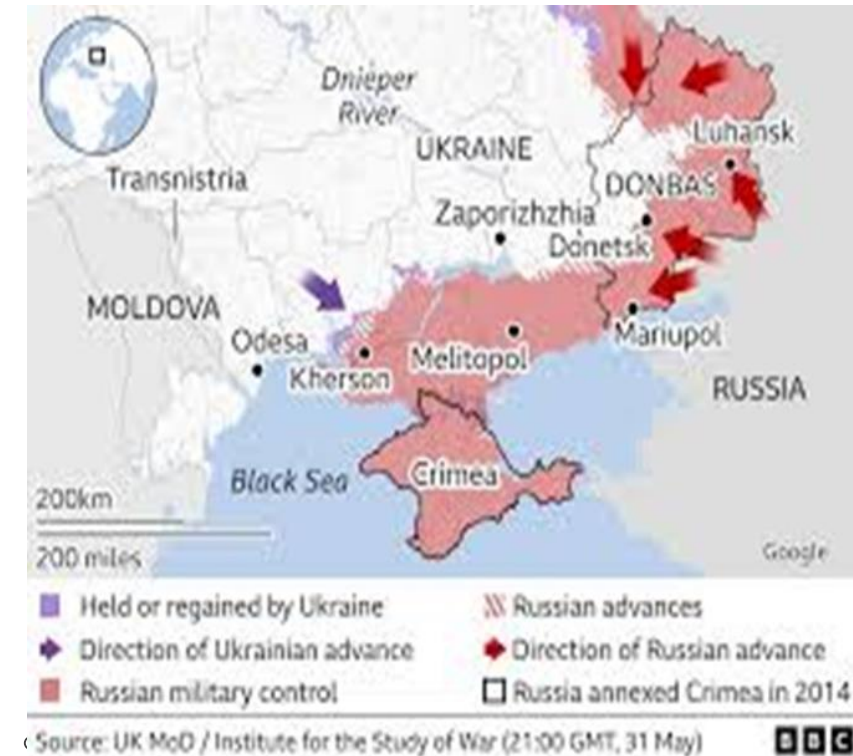 Dnieper
River
UKRAINE
Luhansk
Transnistria
DONBAS
Zaporizhzhia
Donetsk
MOLDOVA
Odesa
Mariupol
Kherson
Melitopol
RUSSIA
Crimea
Black Sea
200km
200 miles
Google
Held or regained by Ukraine
Russian advances
Direction of Ukrainian advance
Direction of Russian advance
Russian military control
Russia annexed Crimea in 2014
Source: UK MoD / Institute for the Study of War (21:00 GMT, 31 May)
BBC